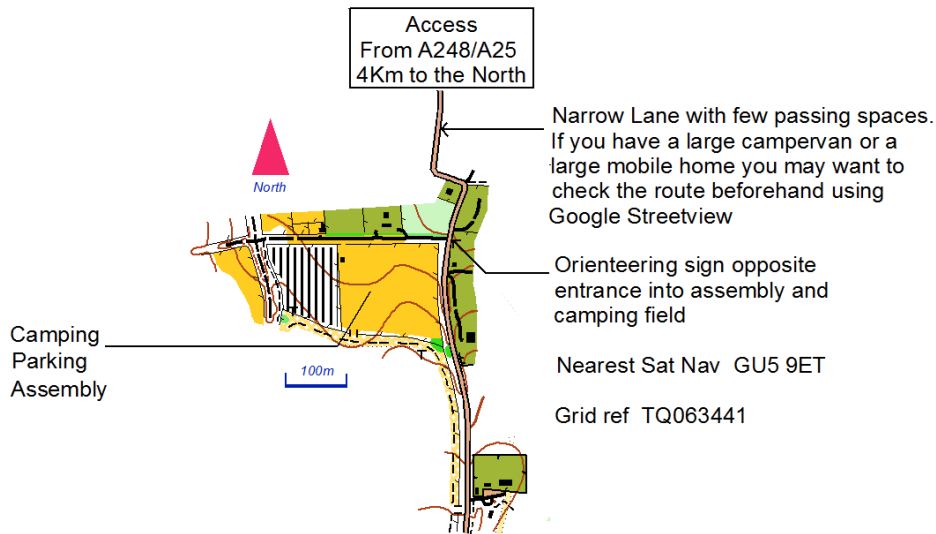 Access
From A248/A25
4Km to the North
Narrow Lane with few passing spaces.
If you have a large campervan or a
large mobile home you may want to
check the route beforehand using
Google Streetview
North
Orienteering sign opposite
entrance into assembly and
camping field
Camping
Parking
Assembly
100m
Nearest Sat Nav GU5 9ET
Grid ref TQ063441